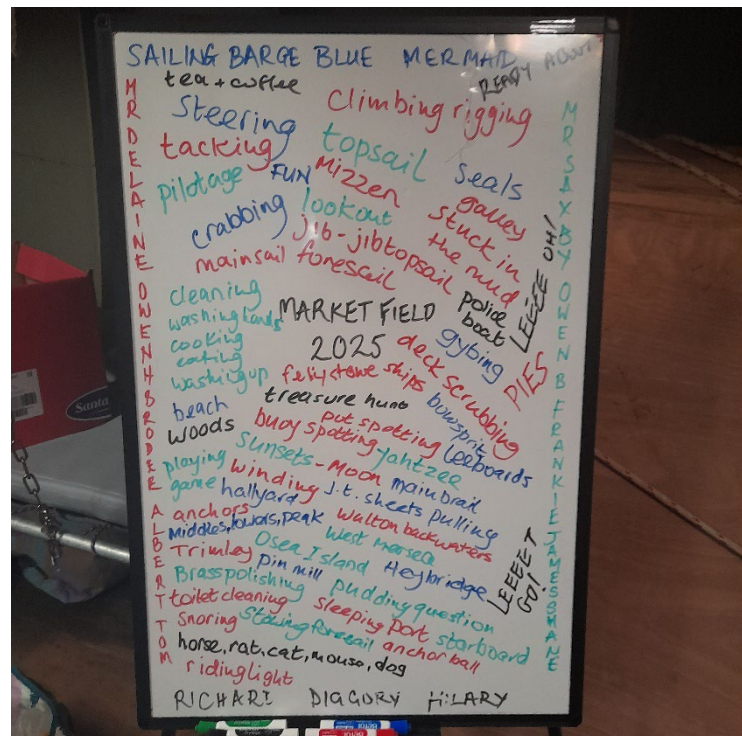 SAILING BARGE BLUE MERMAID
READY ABOUT
tea + coffee
Climbing rigging
Steering
tacking
topsail
pilotage
FUN
Mizzen
seals
galley
crabbing
lookout
stuck in
the mud
jib - jibtopsail
mainsail foresail
LEEEE OH!
cleaning
washing hands
MARKET FIELD
2025
police
boat
gybing
cooking
eating
washing up
felixstowe ships
deck scrubbing
PIES
beach
treasure hunt
bowsprit
woods
buoy spotting
pot spotting
leeboards
playing
game
sunsets - Moon
yahtzee
winding
mainbrail
hallyard
J.t. sheets pulling
anchors
Middles, lowers, peak
walton backwaters
West Mersea
Trimley
Osea Island
Heybridge
LEEEET
GO!
Brass polishing
pin mill
pudding question
toilet cleaning
sleeping
port
starboard
Snoring
Stowing foresail
anchor ball
horse, rat, cat, mouse, dog
riding light
RICHARD DIGGORY HILARY
MR DELAINE OWEN H BRODEE ALBERT TOM
MR SAXBY OWEN B FRANKIE JAMES SHANE
Santa